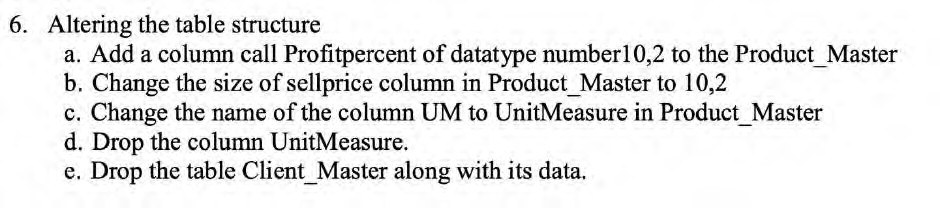 6. Altering the table structure
a. Add a column call Profitpercent of datatype number10,2 to the Product_Master
b. Change the size of sellprice column in Product_Master to 10,2
c. Change the name of the column UM to UnitMeasure in Product_Master
d. Drop the column UnitMeasure.
e. Drop the table Client_Master along with its data.